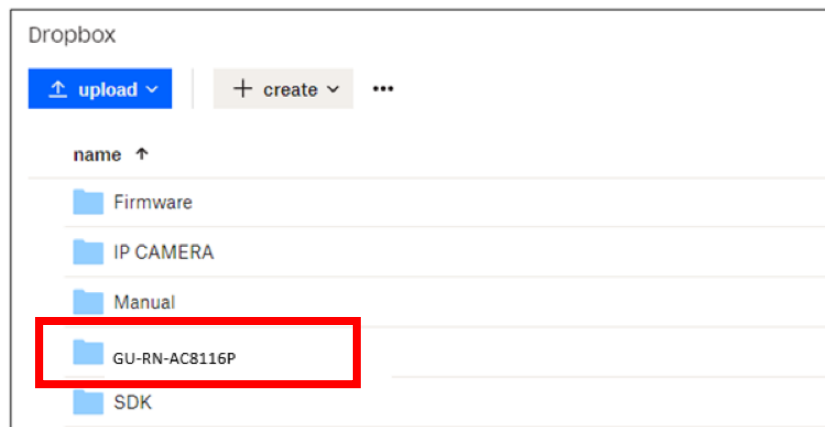 Dropbox
upload
+ create
•••
name ↑
Firmware
IP CAMERA
Manual
GU-RN-AC8116P
SDK